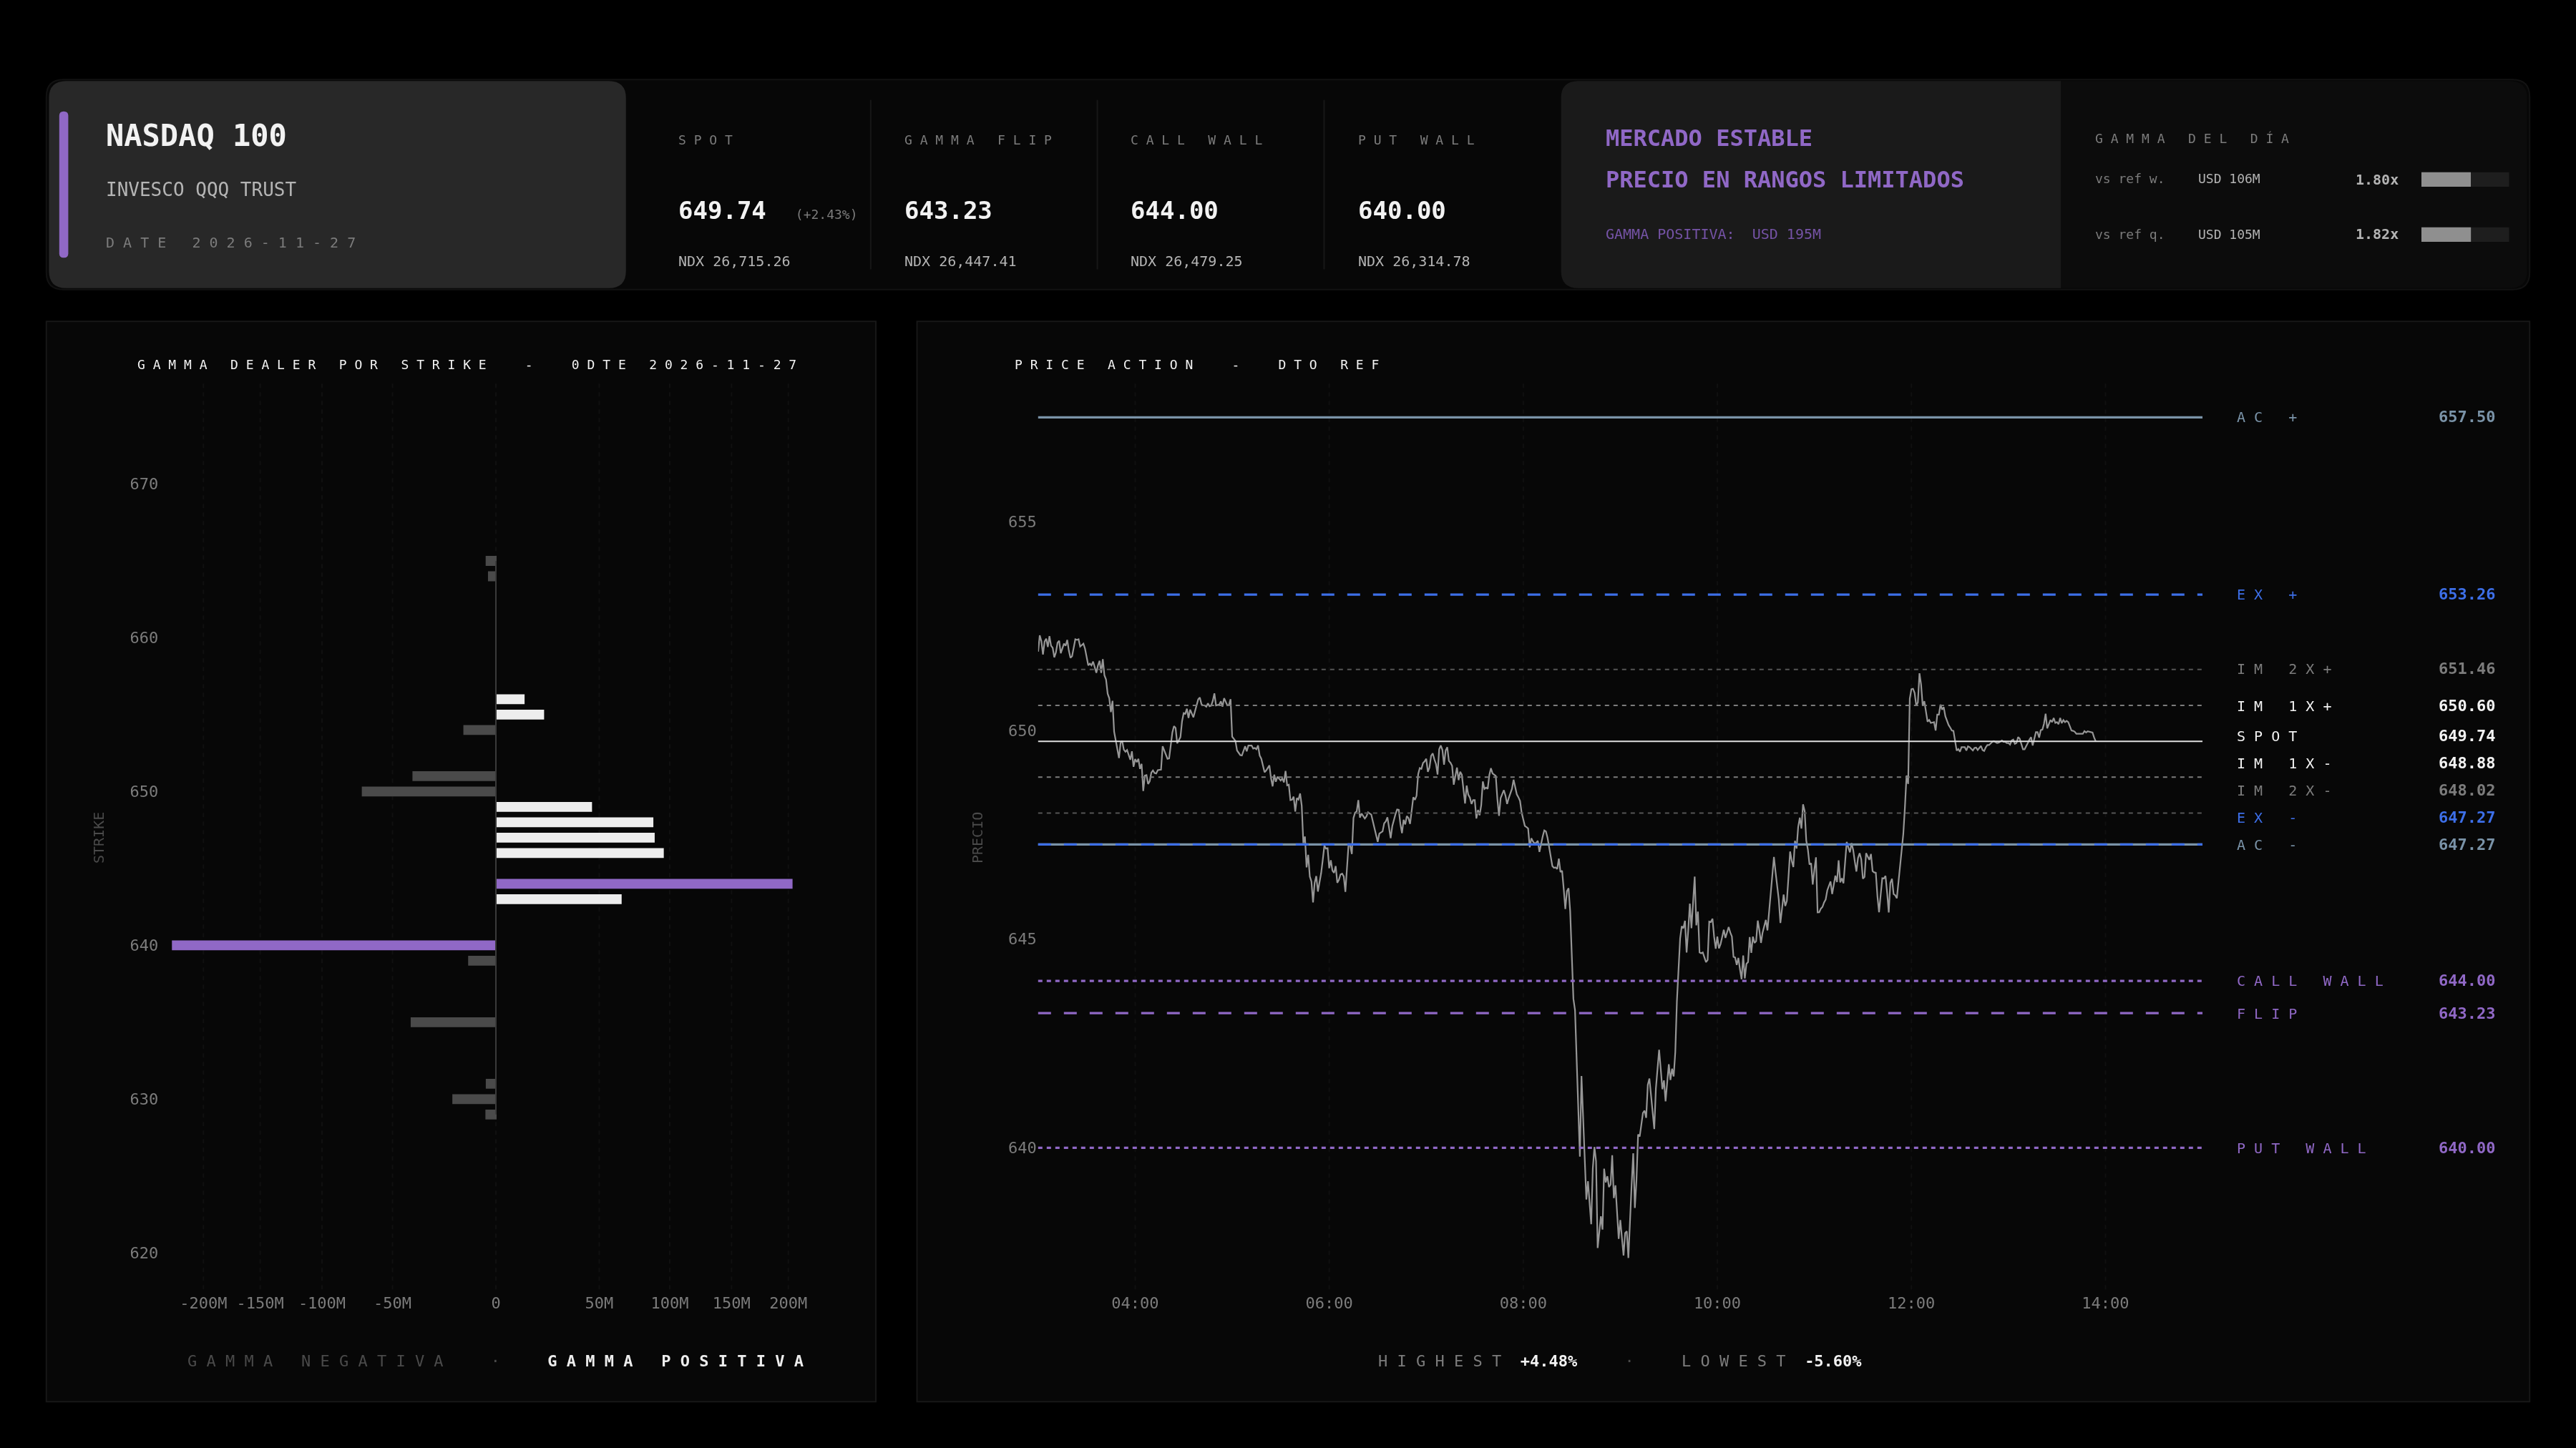 NASDAQ 100
INVESCO QQQ TRUST
DATE 2026-11-27
SPOT
649.74 (+2.43%)
NDX 26,715.26
GAMMA FLIP
643.23
NDX 26,447.41
CALL WALL
644.00
NDX 26,479.25
PUT WALL
640.00
NDX 26,314.78
MERCADO ESTABLE
PRECIO EN RANGOS LIMITADOS
GAMMA POSITIVA: USD 195M
GAMMA DEL DÍA
vs ref w. USD 106M 1.80x
vs ref q. USD 105M 1.82x
GAMMA DEALER POR STRIKE - 0DTE 2026-11-27
STRIKE
670
660
650
640
630
620
-200M -150M -100M -50M 0 50M 100M 150M 200M
GAMMA NEGATIVA · GAMMA POSITIVA
PRICE ACTION - DTO REF
PRECIO
655
650
645
640
AC + 657.50
EX + 653.26
IM 2X+ 651.46
IM 1X+ 650.60
SPOT 649.74
IM 1X- 648.88
IM 2X- 648.02
EX - 647.27
AC - 647.27
CALL WALL 644.00
FLIP 643.23
PUT WALL 640.00
04:00 06:00 08:00 10:00 12:00 14:00
HIGHEST +4.48% · LOWEST -5.60%